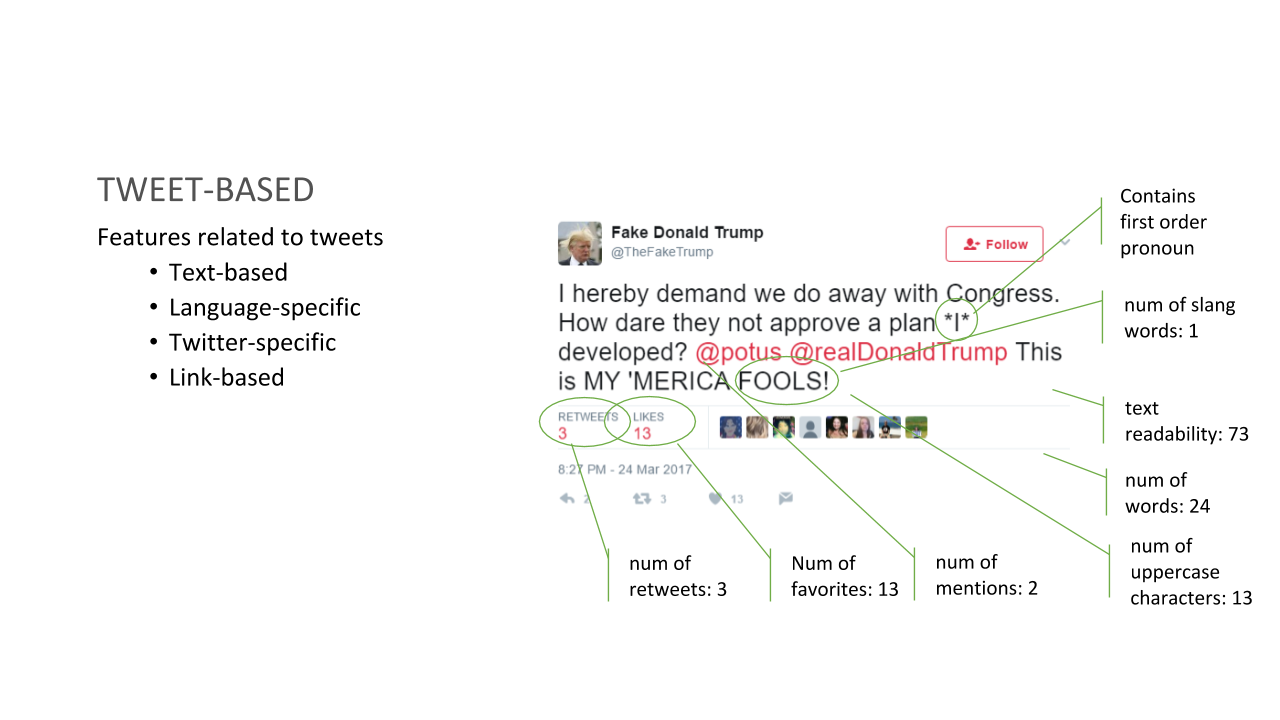 TWEET-BASED
Features related to tweets
• Text-based
• Language-specific
• Twitter-specific
• Link-based
Fake Donald Trump
@TheFakeTrump
Follow
I hereby demand we do away with Congress.
How dare they not approve a plan *I*
developed? @potus @realDonaldTrump This
is MY 'MERICA FOOLS!
RETWEETS LIKES
3 13
8:27 PM - 24 Mar 2017
2 3 13
Contains
first order
pronoun
num of slang
words: 1
text
readability: 73
num of
words: 24
num of
uppercase
characters: 13
num of
retweets: 3
Num of
favorites: 13
num of
mentions: 2